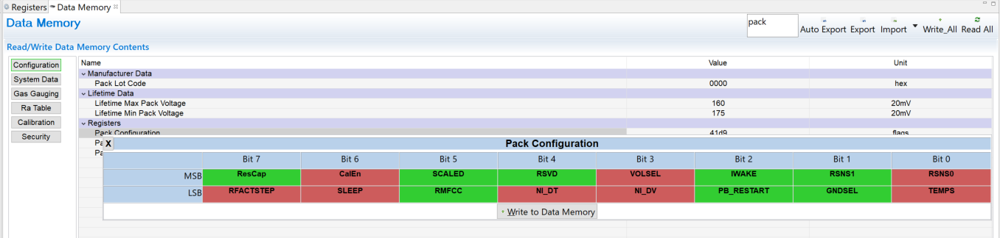 Registers Data Memory
Data Memory
pack
Auto Export Export Import Write_All Read All
Read/Write Data Memory Contents
Configuration
System Data
Gas Gauging
Ra Table
Calibration
Security
Name Value Unit
Manufacturer Data
Pack Lot Code 0000 hex
Lifetime Data
Lifetime Max Pack Voltage 160 20mV
Lifetime Min Pack Voltage 175 20mV
Registers
Pack Configuration 41d9 flags
Pa
Pa
X Pack Configuration
Bit 7 Bit 6 Bit 5 Bit 4 Bit 3 Bit 2 Bit 1 Bit 0
MSB ResCap CalEn SCALED RSVD VOLSEL IWAKE RSNS1 RSNS0
LSB RFACTSTEP SLEEP RMFCC NI_DT NI_DV PB_RESTART GNDSEL TEMPS
Write to Data Memory